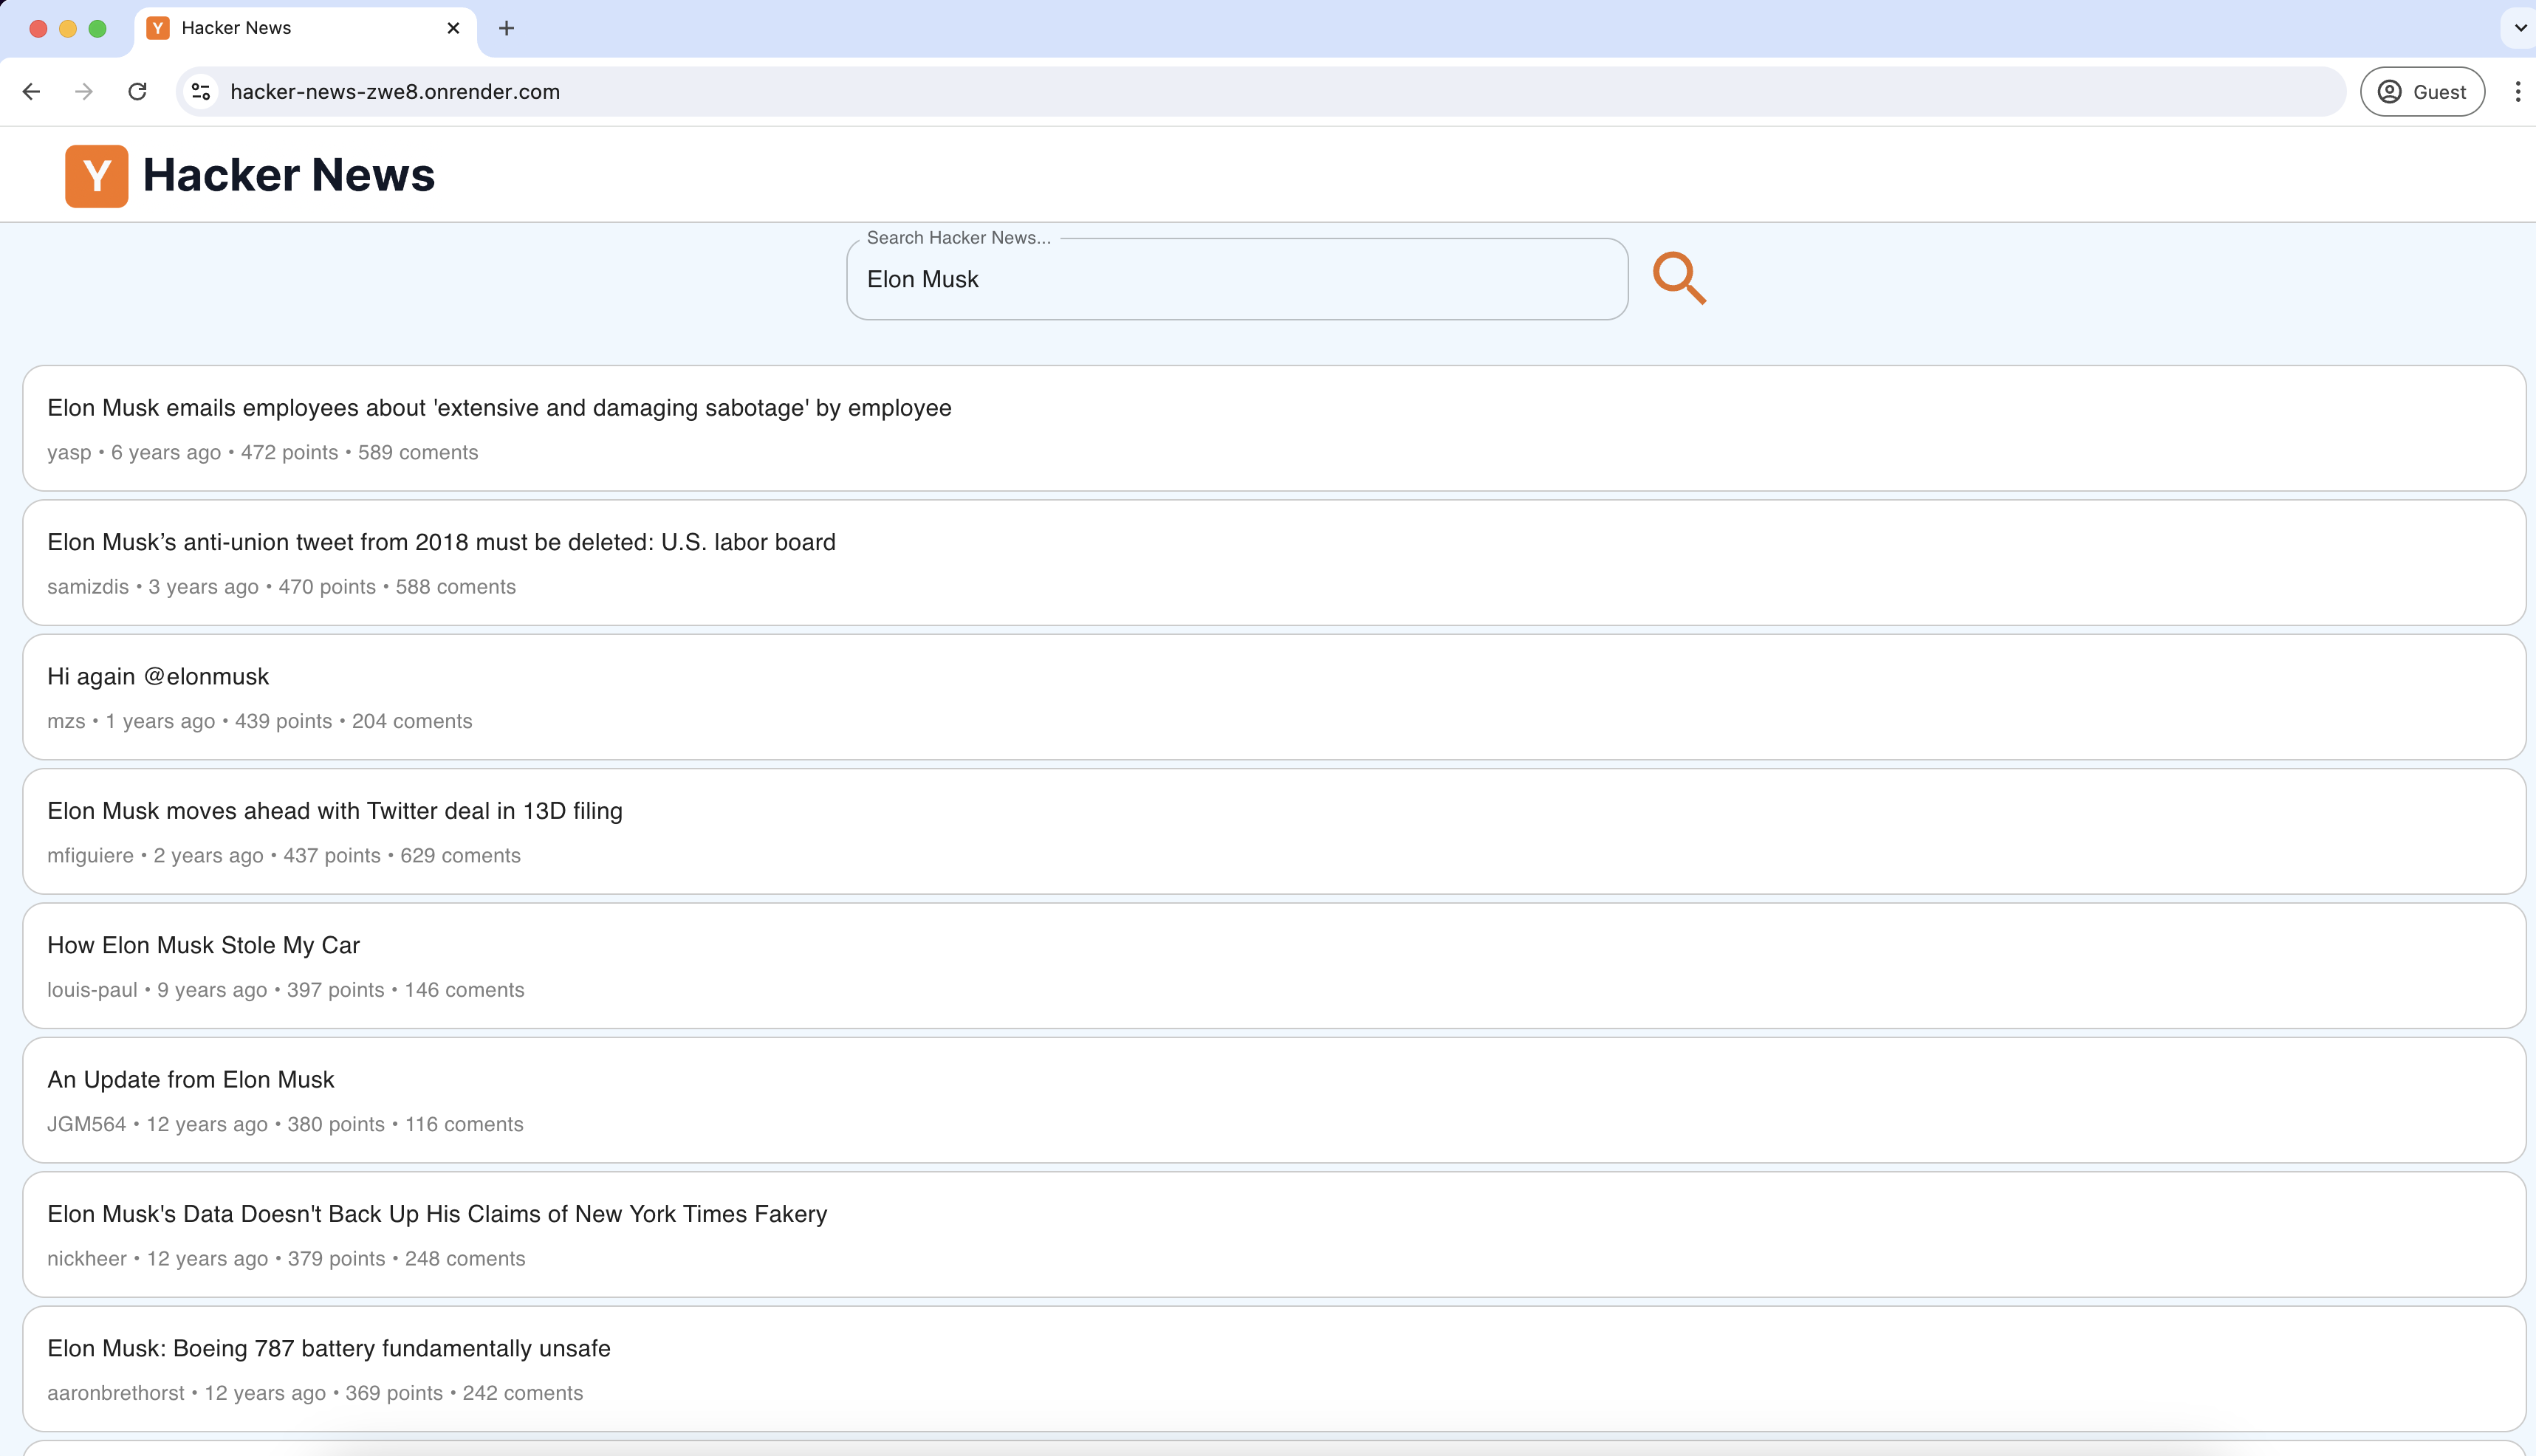 Y Hacker News
hacker-news-zwe8.onrender.com
Guest
Y Hacker News
Search Hacker News...
Elon Musk
Elon Musk emails employees about 'extensive and damaging sabotage' by employee
yasp • 6 years ago • 472 points • 589 coments
Elon Musk’s anti-union tweet from 2018 must be deleted: U.S. labor board
samizdis • 3 years ago • 470 points • 588 coments
Hi again @elonmusk
mzs • 1 years ago • 439 points • 204 coments
Elon Musk moves ahead with Twitter deal in 13D filing
mfiguiere • 2 years ago • 437 points • 629 coments
How Elon Musk Stole My Car
louis-paul • 9 years ago • 397 points • 146 coments
An Update from Elon Musk
JGM564 • 12 years ago • 380 points • 116 coments
Elon Musk's Data Doesn't Back Up His Claims of New York Times Fakery
nickheer • 12 years ago • 379 points • 248 coments
Elon Musk: Boeing 787 battery fundamentally unsafe
aaronbrethorst • 12 years ago • 369 points • 242 coments